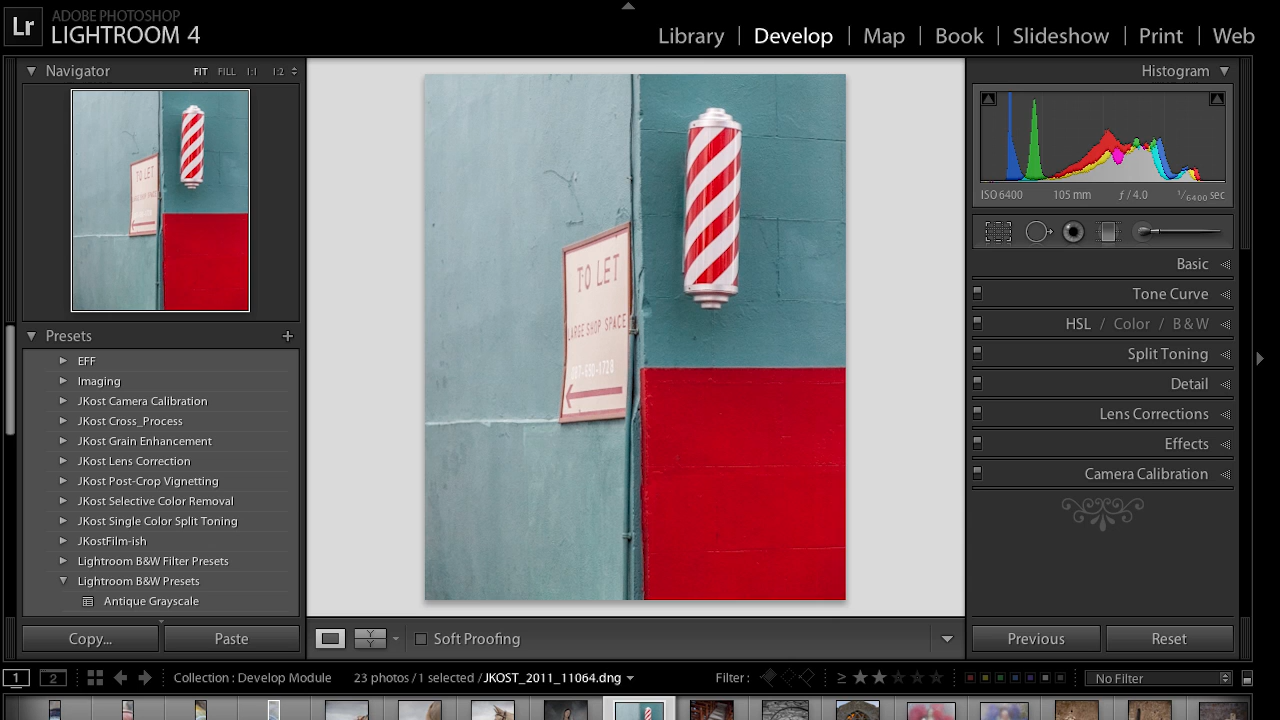 Lr
ADOBE PHOTOSHOP
LIGHTROOM 4
Library | Develop | Map | Book | Slideshow | Print | Web
Navigator FIT FILL 1:1 1:2
Histogram
ISO 6400 105 mm ƒ / 4.0 1/6400 sec
TO LET
LARGE SHOP SPACE
Presets +
EFF
Imaging
JKost Camera Calibration
JKost Cross_Process
JKost Grain Enhancement
JKost Lens Correction
JKost Post-Crop Vignetting
JKost Selective Color Removal
JKost Single Color Split Toning
JKostFilm-ish
Lightroom B&W Filter Presets
Lightroom B&W Presets
Antique Grayscale
Basic
Tone Curve
HSL / Color / B & W
Split Toning
Detail
Lens Corrections
Effects
Camera Calibration
Copy... Paste
Y Y
Soft Proofing
Previous Reset
1 2
Collection : Develop Module 23 photos / 1 selected / JKOST_2011_11064.dng
Filter : ≥ ★★★★★ No Filter